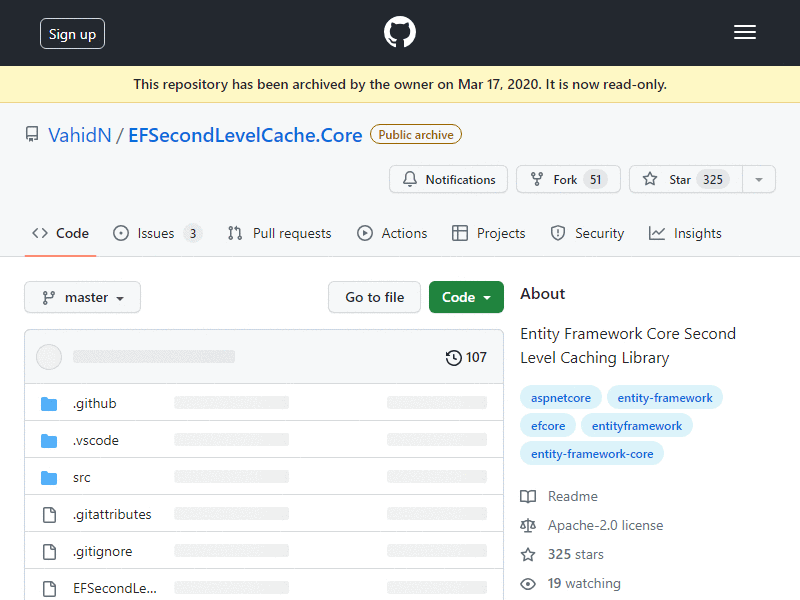 Sign up
This repository has been archived by the owner on Mar 17, 2020. It is now read-only.
VahidN / EFSecondLevelCache.Core Public archive
Notifications Fork 51 Star 325
Code Issues 3 Pull requests Actions Projects Security Insights
master Go to file Code
107
.github
.vscode
src
.gitattributes
.gitignore
EFSecondLe...
About
Entity Framework Core Second
Level Caching Library
aspnetcore entity-framework
efcore entityframework
entity-framework-core
Readme
Apache-2.0 license
325 stars
19 watching